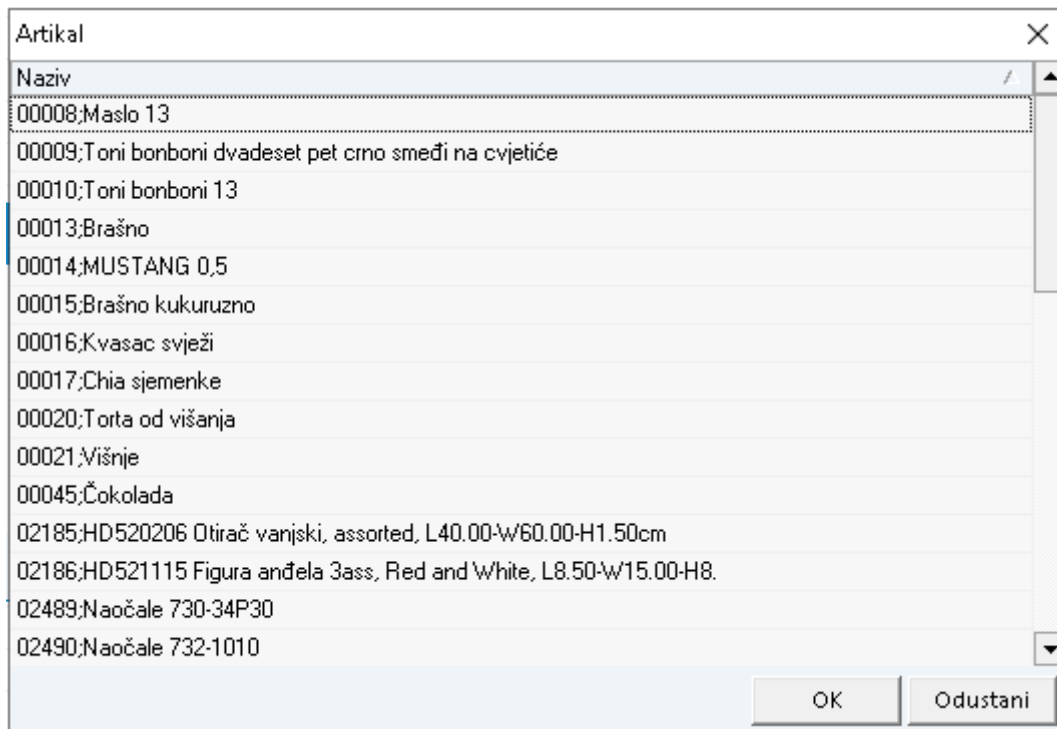 Artikal
Naziv
00008;Maslo 13
00009;Toni bonboni dvadeset pet crno smeđi na cvjetiće
00010;Toni bonboni 13
00013;Brašno
00014;MUSTANG 0,5
00015;Brašno kukuruzno
00016;Kvasac svježi
00017;Chia sjemenke
00020;Torta od višanja
00021;Višnje
00045;Čokolada
02185;HD520206 Otirač vanjski, assorted, L40.00-W60.00-H1.50cm
02186;HD521115 Figura anđela 3ass, Red and White, L8.50-W15.00-H8.
02489;Naočale 730-34P30
02490;Naočale 732-1010
OK Odustani